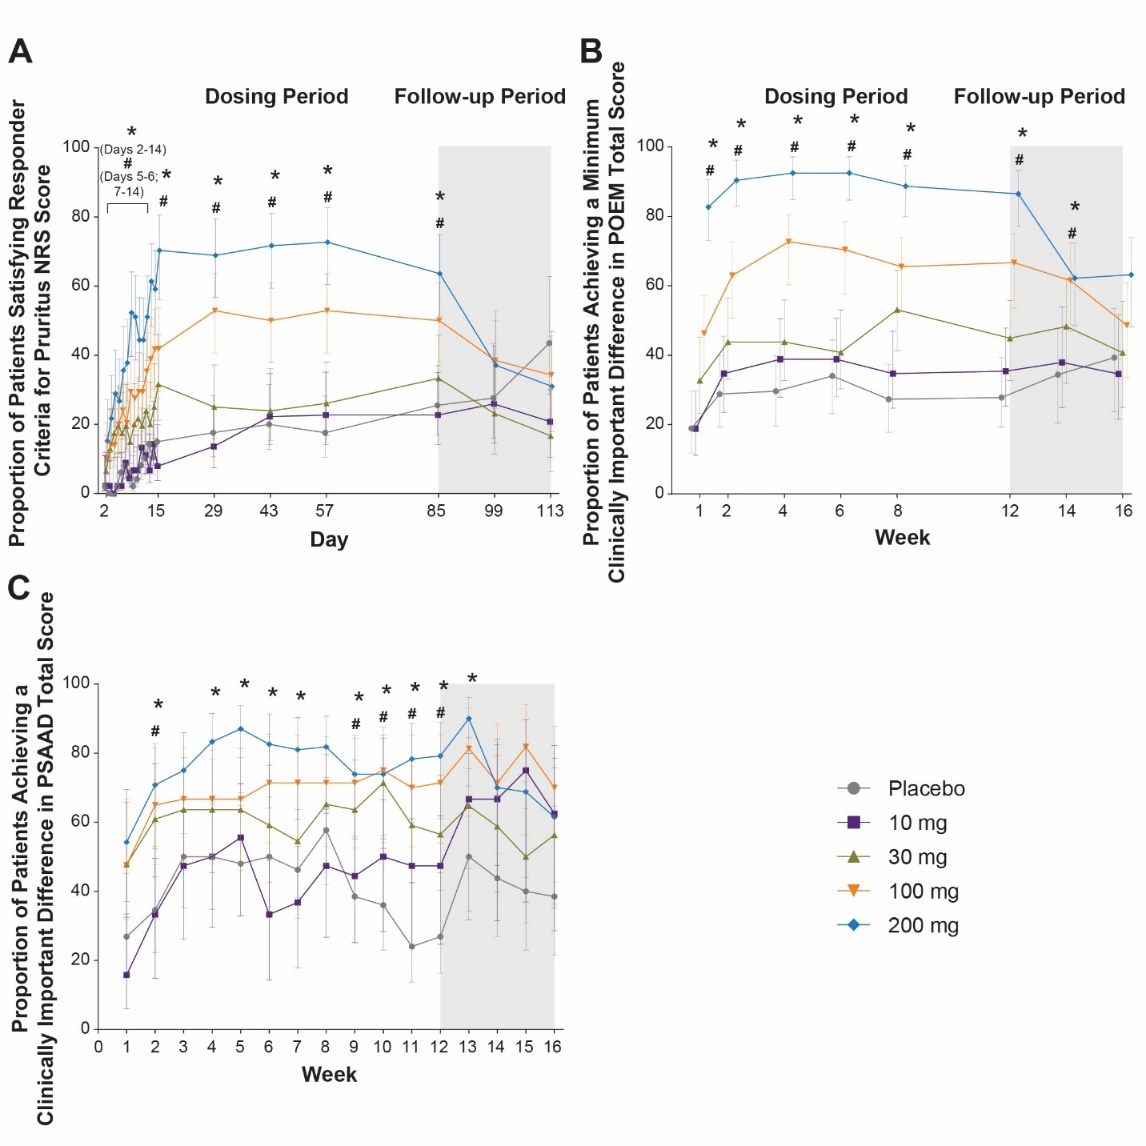 A
Dosing Period
Follow-up Period
Proportion of Patients Satisfying Responder
Criteria for Pruritus NRS Score
*
(Days 2-14)
#
(Days 5-6;
7-14)
* * * * *
# # # # #
100
80
60
40
20
0
2 15 29 43 57 85 99 113
Day
B
Dosing Period
Follow-up Period
Proportion of Patients Achieving a Minimum
Clinically Important Difference in POEM Total Score
* * * * * * *
# # # # # # #
100
80
60
40
20
0
1 2 4 6 8 12 14 16
Week
C
Proportion of Patients Achieving a
Clinically Important Difference in PSAAD Total Score
* * * * * * * * * *
# # # # #
100
80
60
40
20
0
0 1 2 3 4 5 6 7 8 9 10 11 12 13 14 15 16
Week
Placebo
10 mg
30 mg
100 mg
200 mg